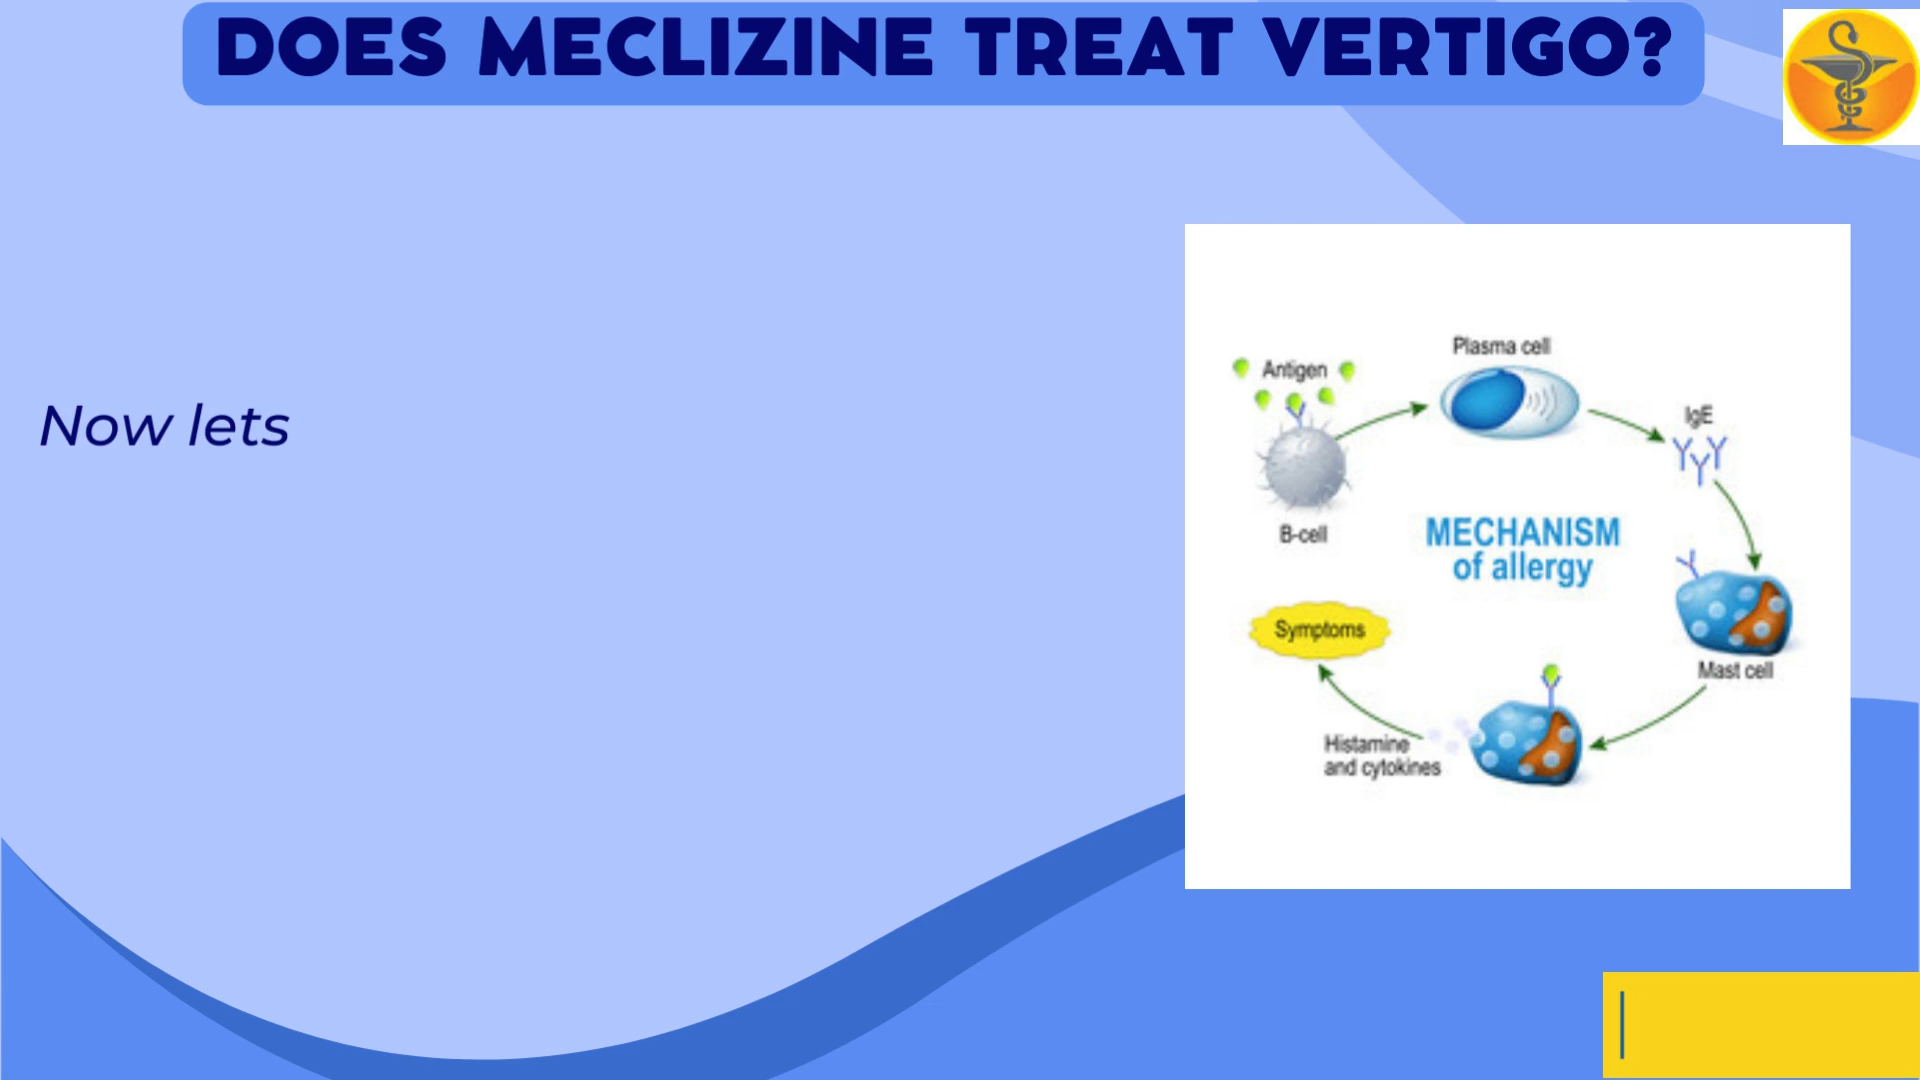 DOES MECLIZINE TREAT VERTIGO?
Now lets
Plasma cell
Antigen
IgE
B-cell
MECHANISM
of allergy
Symptoms
Mast cell
Histamine
and cytokines